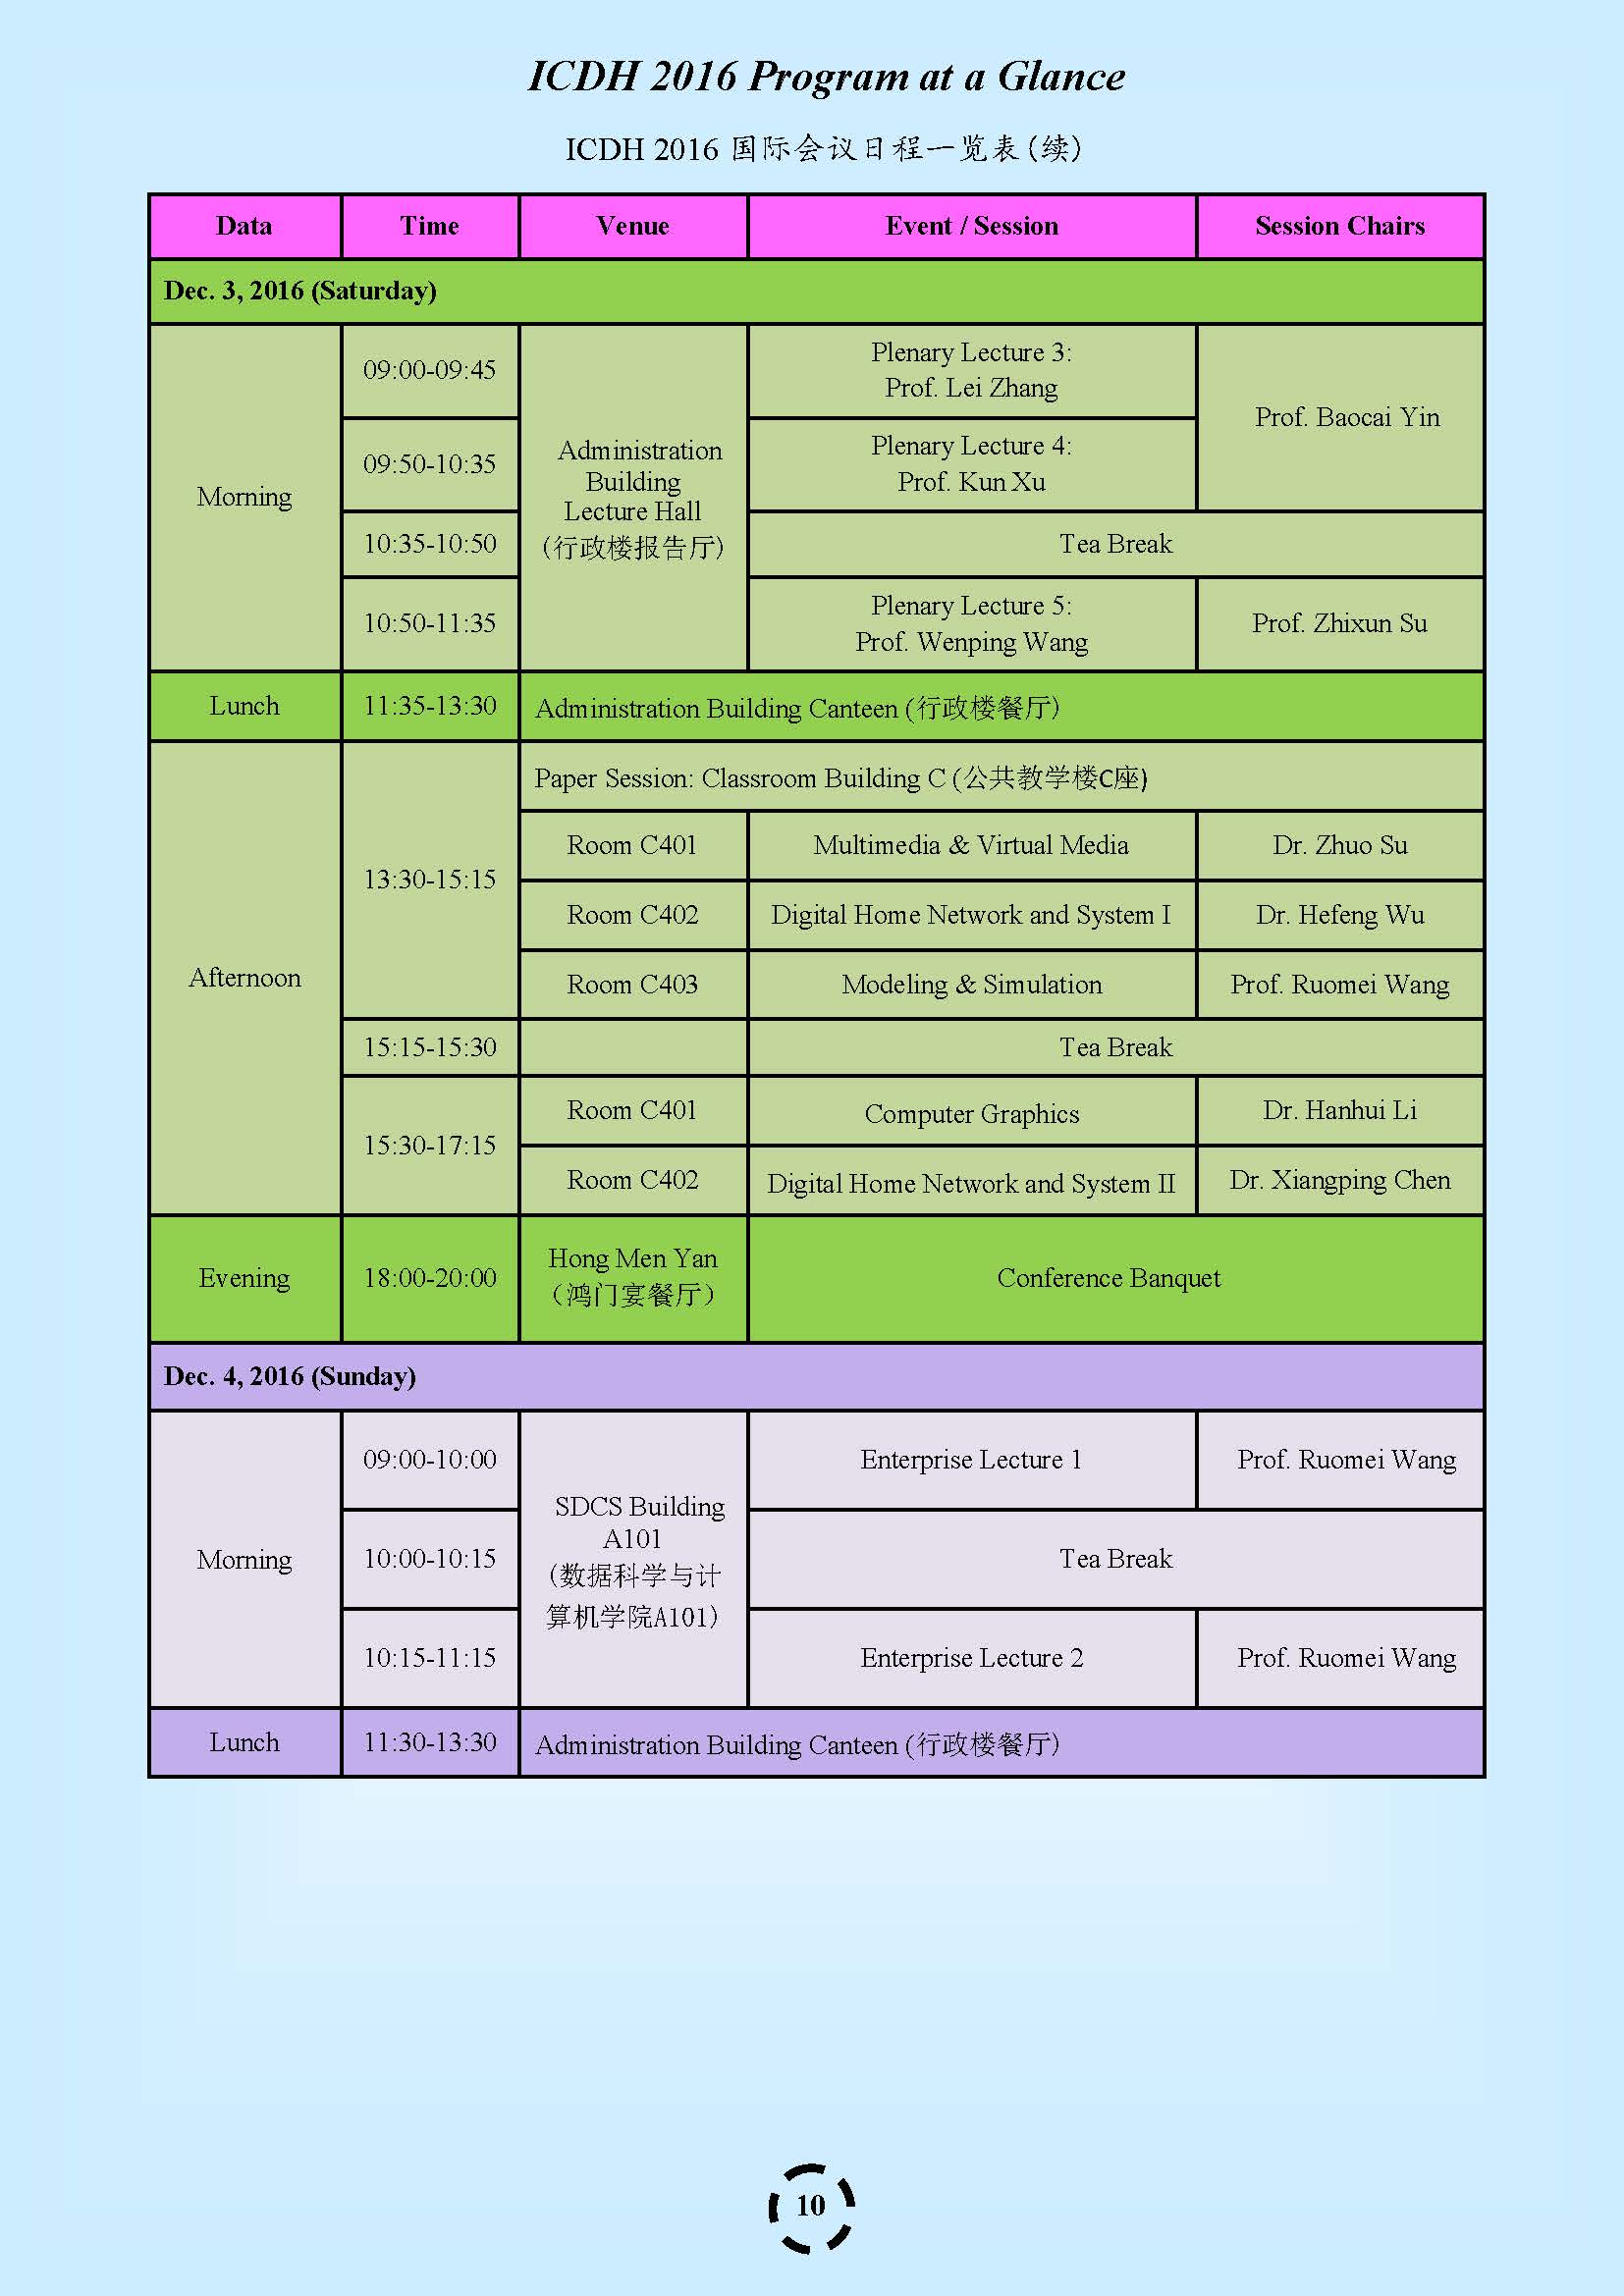 ICDH 2016 Program at a Glance
ICDH 2016 国际会议日程一览表(续)
Data Time Venue Event / Session Session Chairs
Dec. 3, 2016 (Saturday)
Morning
09:00-09:45
Administration
Building
Lecture Hall
(行政楼报告厅)
Plenary Lecture 3:
Prof. Lei Zhang
Prof. Baocai Yin
09:50-10:35
Plenary Lecture 4:
Prof. Kun Xu
10:35-10:50
Tea Break
10:50-11:35
Plenary Lecture 5:
Prof. Wenping Wang
Prof. Zhixun Su
Lunch 11:35-13:30 Administration Building Canteen (行政楼餐厅)
Afternoon
13:30-15:15
Paper Session: Classroom Building C (公共教学楼C座)
Room C401 Multimedia & Virtual Media Dr. Zhuo Su
Room C402 Digital Home Network and System I Dr. Hefeng Wu
Room C403 Modeling & Simulation Prof. Ruomei Wang
15:15-15:30 Tea Break
15:30-17:15
Room C401 Computer Graphics Dr. Hanhui Li
Room C402 Digital Home Network and System II Dr. Xiangping Chen
Evening
18:00-20:00
Hong Men Yan
（鸿门宴餐厅）
Conference Banquet
Dec. 4, 2016 (Sunday)
Morning
09:00-10:00
SDCS Building
A101
(数据科学与计
算机学院A101)
Enterprise Lecture 1
Prof. Ruomei Wang
10:00-10:15
Tea Break
10:15-11:15
Enterprise Lecture 2
Prof. Ruomei Wang
Lunch 11:30-13:30 Administration Building Canteen (行政楼餐厅)
10